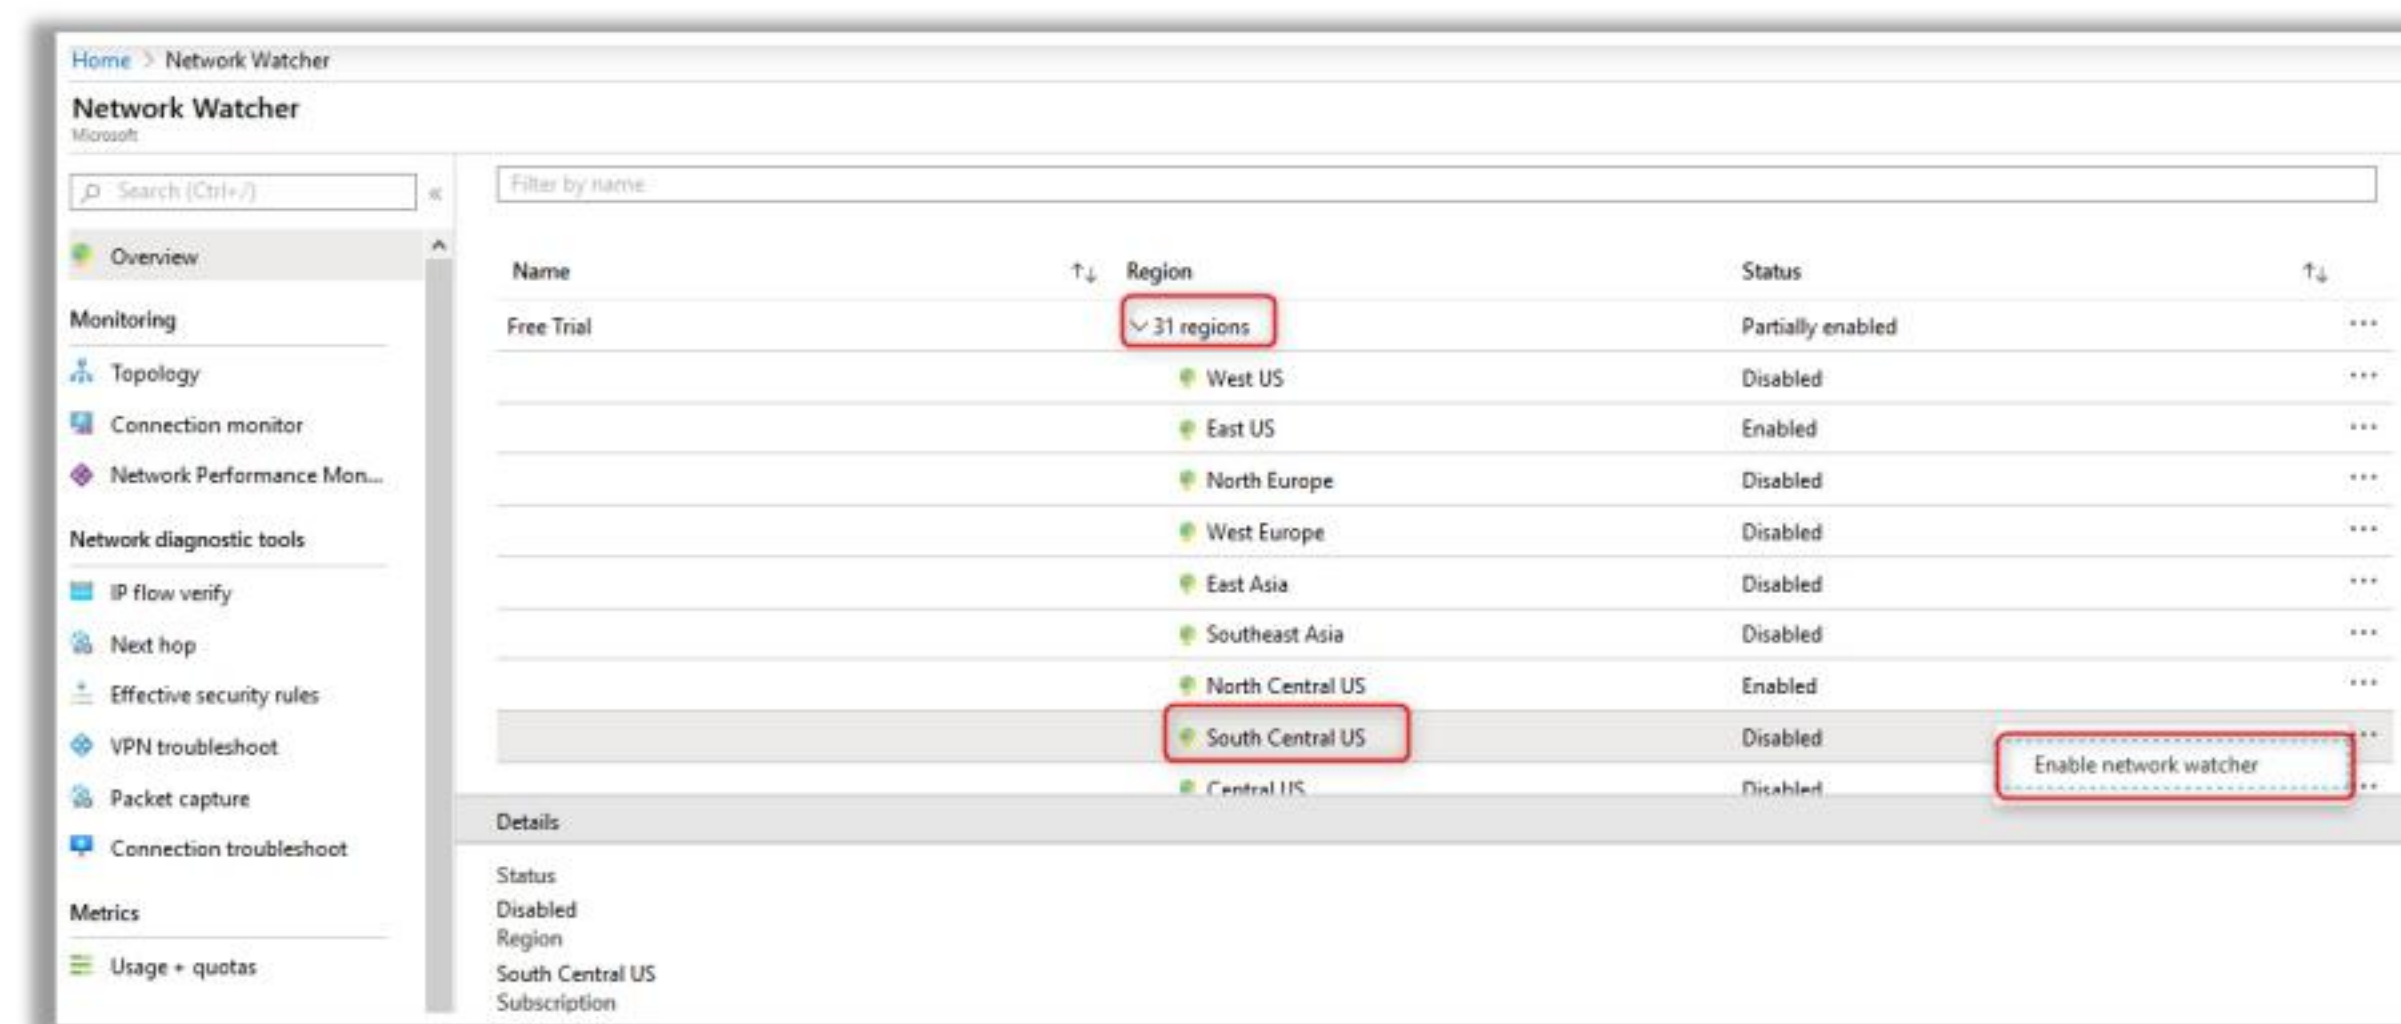 Home > Network Watcher
Network Watcher
Microsoft
Search (Ctrl+/)
«
Filter by name
Overview
Monitoring
Topology
Connection monitor
Network Performance Mon...
Network diagnostic tools
IP flow verify
Next hop
Effective security rules
VPN troubleshoot
Packet capture
Connection troubleshoot
Metrics
Usage + quotas
Name ↑↓ Region Status ↑↓
Free Trial 31 regions Partially enabled ...
West US Disabled ...
East US Enabled ...
North Europe Disabled ...
West Europe Disabled ...
East Asia Disabled ...
Southeast Asia Disabled ...
North Central US Enabled ...
South Central US Disabled ..
Enable network watcher
Central US Disabled ..
Details
Status
Disabled
Region
South Central US
Subscription